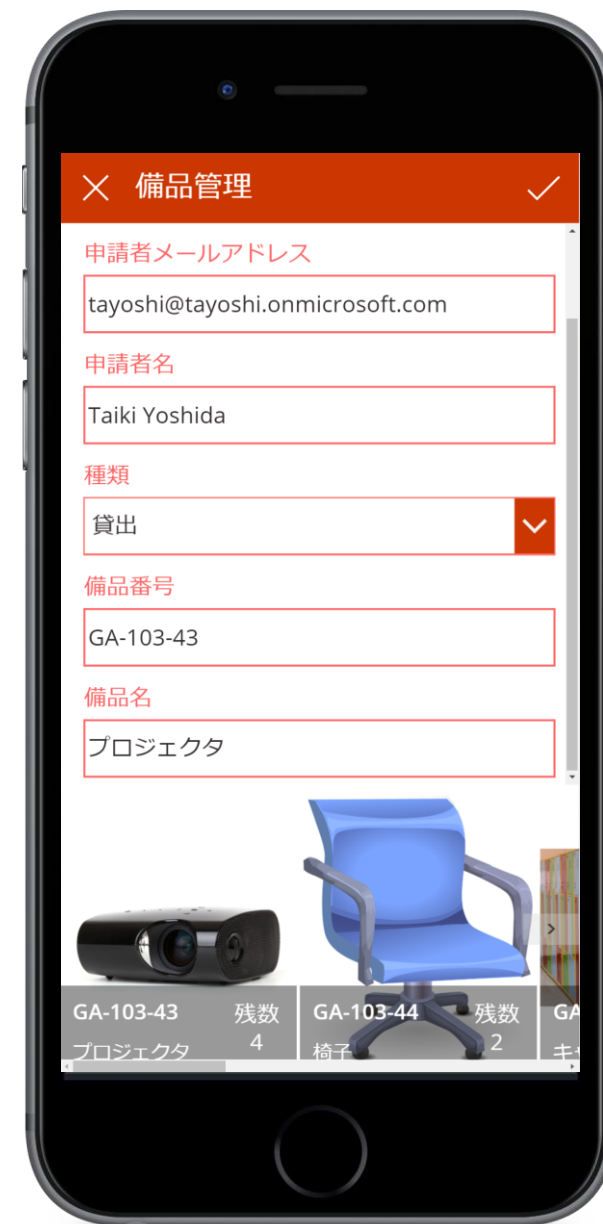 備品管理
申請者メールアドレス
tayoshi@tayoshi.onmicrosoft.com
申請者名
Taiki Yoshida
種類
貸出
備品番号
GA-103-43
備品名
プロジェクタ
GA-103-43 残数
プロジェクタ 4
GA-103-44 残数
椅子 2
GA
キ